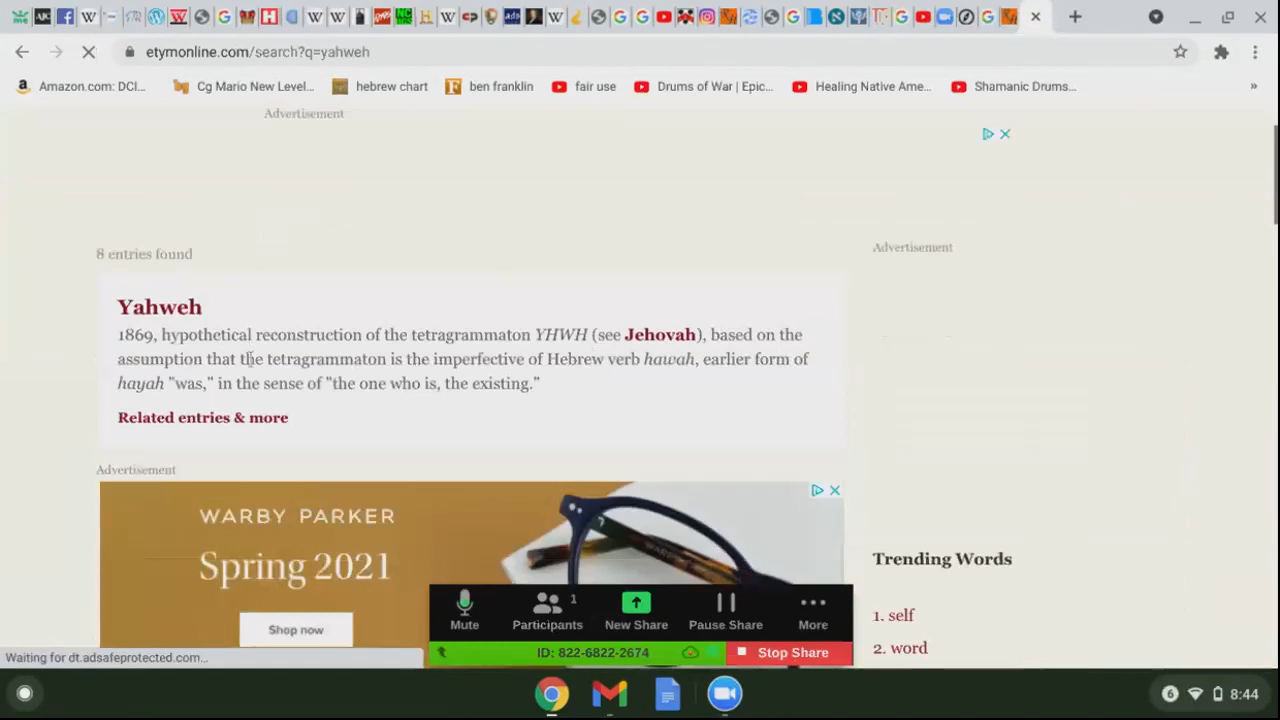 etymonline.com/search?q=yahweh
Amazon.com: DCI... Cg Mario New Level... hebrew chart ben franklin fair use Drums of War | Epic... Healing Native Ame... Shamanic Drums... »
Advertisement
8 entries found
Advertisement
Yahweh
1869, hypothetical reconstruction of the tetragrammaton YHWH (see Jehovah), based on the
assumption that the tetragrammaton is the imperfective of Hebrew verb hawah, earlier form of
hayah "was," in the sense of "the one who is, the existing."
Related entries & more
Advertisement
WARBY PARKER
Spring 2021
Shop now
Trending Words
1. self
2. word
1
Mute Participants New Share Pause Share More
ID: 822-6822-2674 Stop Share
Waiting for dt.adsafeprotected.com...
6 8:44